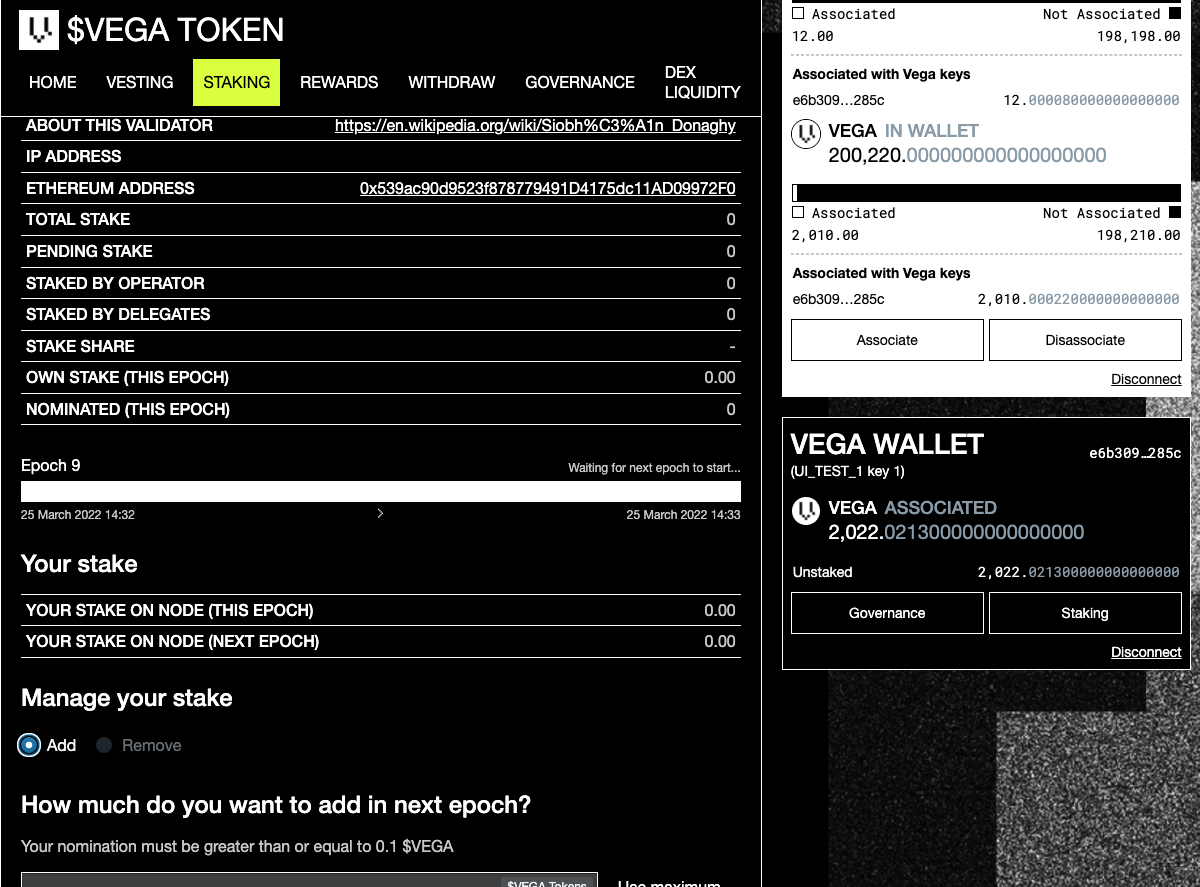 $VEGA TOKEN
HOME VESTING STAKING REWARDS WITHDRAW GOVERNANCE DEX LIQUIDITY
ABOUT THIS VALIDATOR https://en.wikipedia.org/wiki/Siobh%C3%A1n_Donaghy
IP ADDRESS
ETHEREUM ADDRESS 0x539ac90d9523f878779491D4175dc11AD09972F0
TOTAL STAKE 0
PENDING STAKE 0
STAKED BY OPERATOR 0
STAKED BY DELEGATES 0
STAKE SHARE -
OWN STAKE (THIS EPOCH) 0.00
NOMINATED (THIS EPOCH) 0
Epoch 9 Waiting for next epoch to start...
25 March 2022 14:32 > 25 March 2022 14:33
Your stake
YOUR STAKE ON NODE (THIS EPOCH) 0.00
YOUR STAKE ON NODE (NEXT EPOCH) 0.00
Manage your stake
Add Remove
How much do you want to add in next epoch?
Your nomination must be greater than or equal to 0.1 $VEGA
$VEGA Tokens Use maximum
Associated Not Associated
12.00 198,198.00
Associated with Vega keys
e6b309…285c 12.000080000000000000
VEGA IN WALLET
200,220.000000000000000000
Associated Not Associated
2,010.00 198,210.00
Associated with Vega keys
e6b309…285c 2,010.000220000000000000
Associate Disassociate
Disconnect
VEGA WALLET e6b309…285c
(UI_TEST_1 key 1)
VEGA ASSOCIATED
2,022.021300000000000000
Unstaked 2,022.021300000000000000
Governance Staking
Disconnect